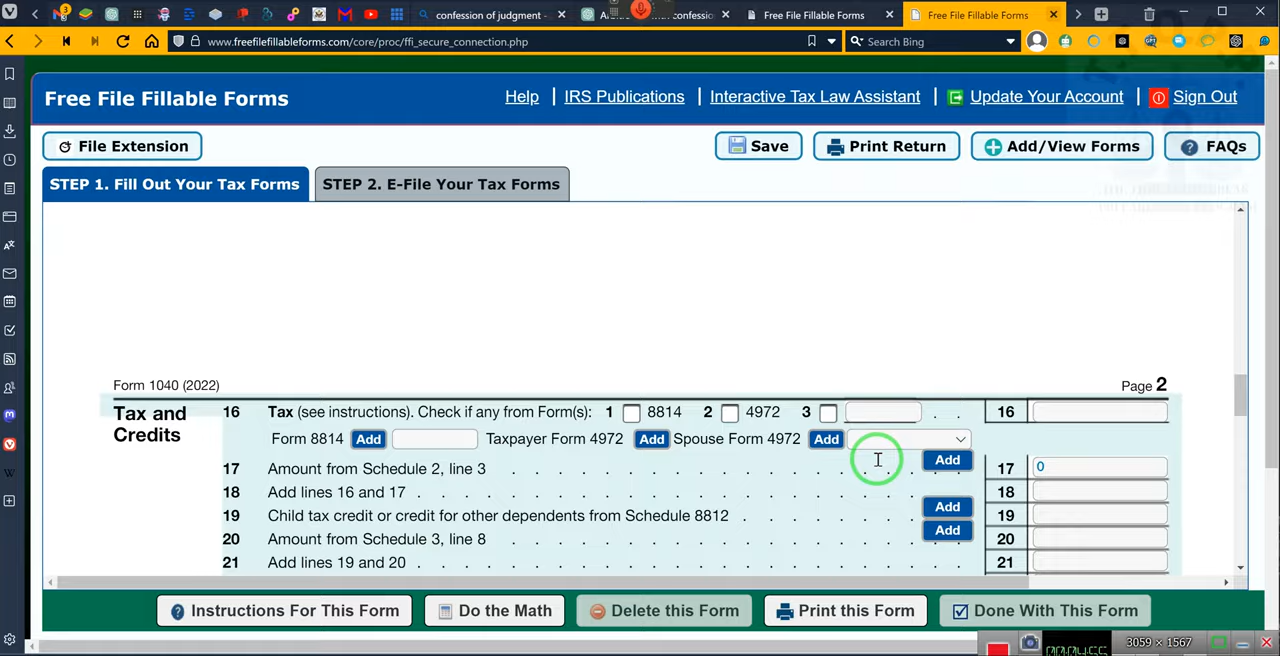 confession of judgment -
Free File Fillable Forms
Free File Fillable Forms
www.freefilefillableforms.com/core/proc/ffi_secure_connection.php
Search Bing
Free File Fillable Forms
Help
IRS Publications
Interactive Tax Law Assistant
Update Your Account
Sign Out
File Extension
Save
Print Return
Add/View Forms
FAQs
STEP 1. Fill Out Your Tax Forms
STEP 2. E-File Your Tax Forms
Form 1040 (2022)
Page 2
Tax and Credits
16 Tax (see instructions). Check if any from Form(s): 1 8814 2 4972 3 . . 16
Form 8814 Add Taxpayer Form 4972 Add Spouse Form 4972 Add
17 Amount from Schedule 2, line 3 Add 17 0
18 Add lines 16 and 17 18
19 Child tax credit or credit for other dependents from Schedule 8812 Add 19
20 Amount from Schedule 3, line 8 Add 20
21 Add lines 19 and 20 21
Instructions For This Form
Do the Math
Delete this Form
Print this Form
Done With This Form
3059 × 1567